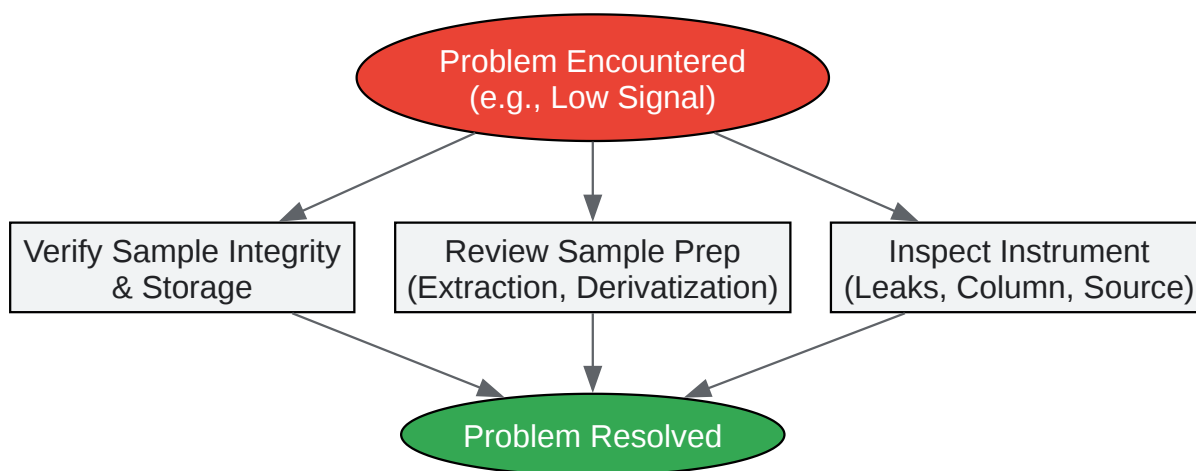 Problem Encountered
(e.g., Low Signal)
Verify Sample Integrity
& Storage
Review Sample Prep
(Extraction, Derivatization)
Inspect Instrument
(Leaks, Column, Source)
Problem Resolved